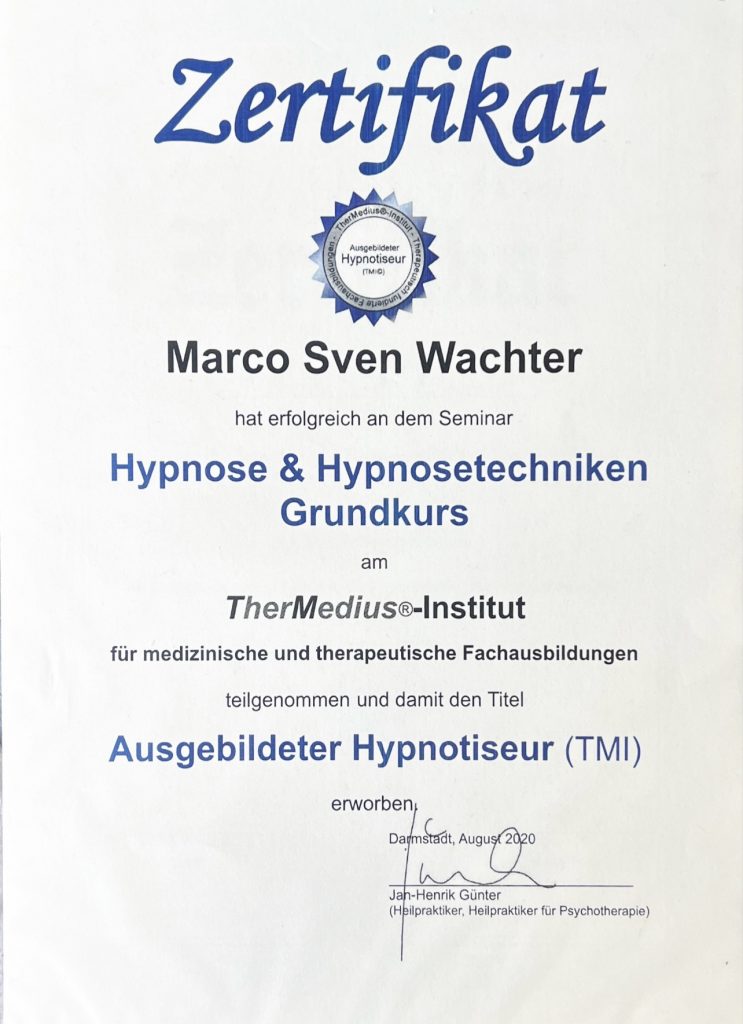 Zertifikat
TherMedius®-Institut - Therapeutisch fundierte Fachausbildungen -
Ausgebildeter
Hypnotiseur
(TMI©)
Marco Sven Wachter
hat erfolgreich an dem Seminar
Hypnose & Hypnosetechniken
Grundkurs
am
TherMedius®-Institut
für medizinische und therapeutische Fachausbildungen
teilgenommen und damit den Titel
Ausgebildeter Hypnotiseur (TMI)
erworben.
Darmstadt, August 2020
Jan-Henrik Günter
(Heilpraktiker, Heilpraktiker für Psychotherapie)